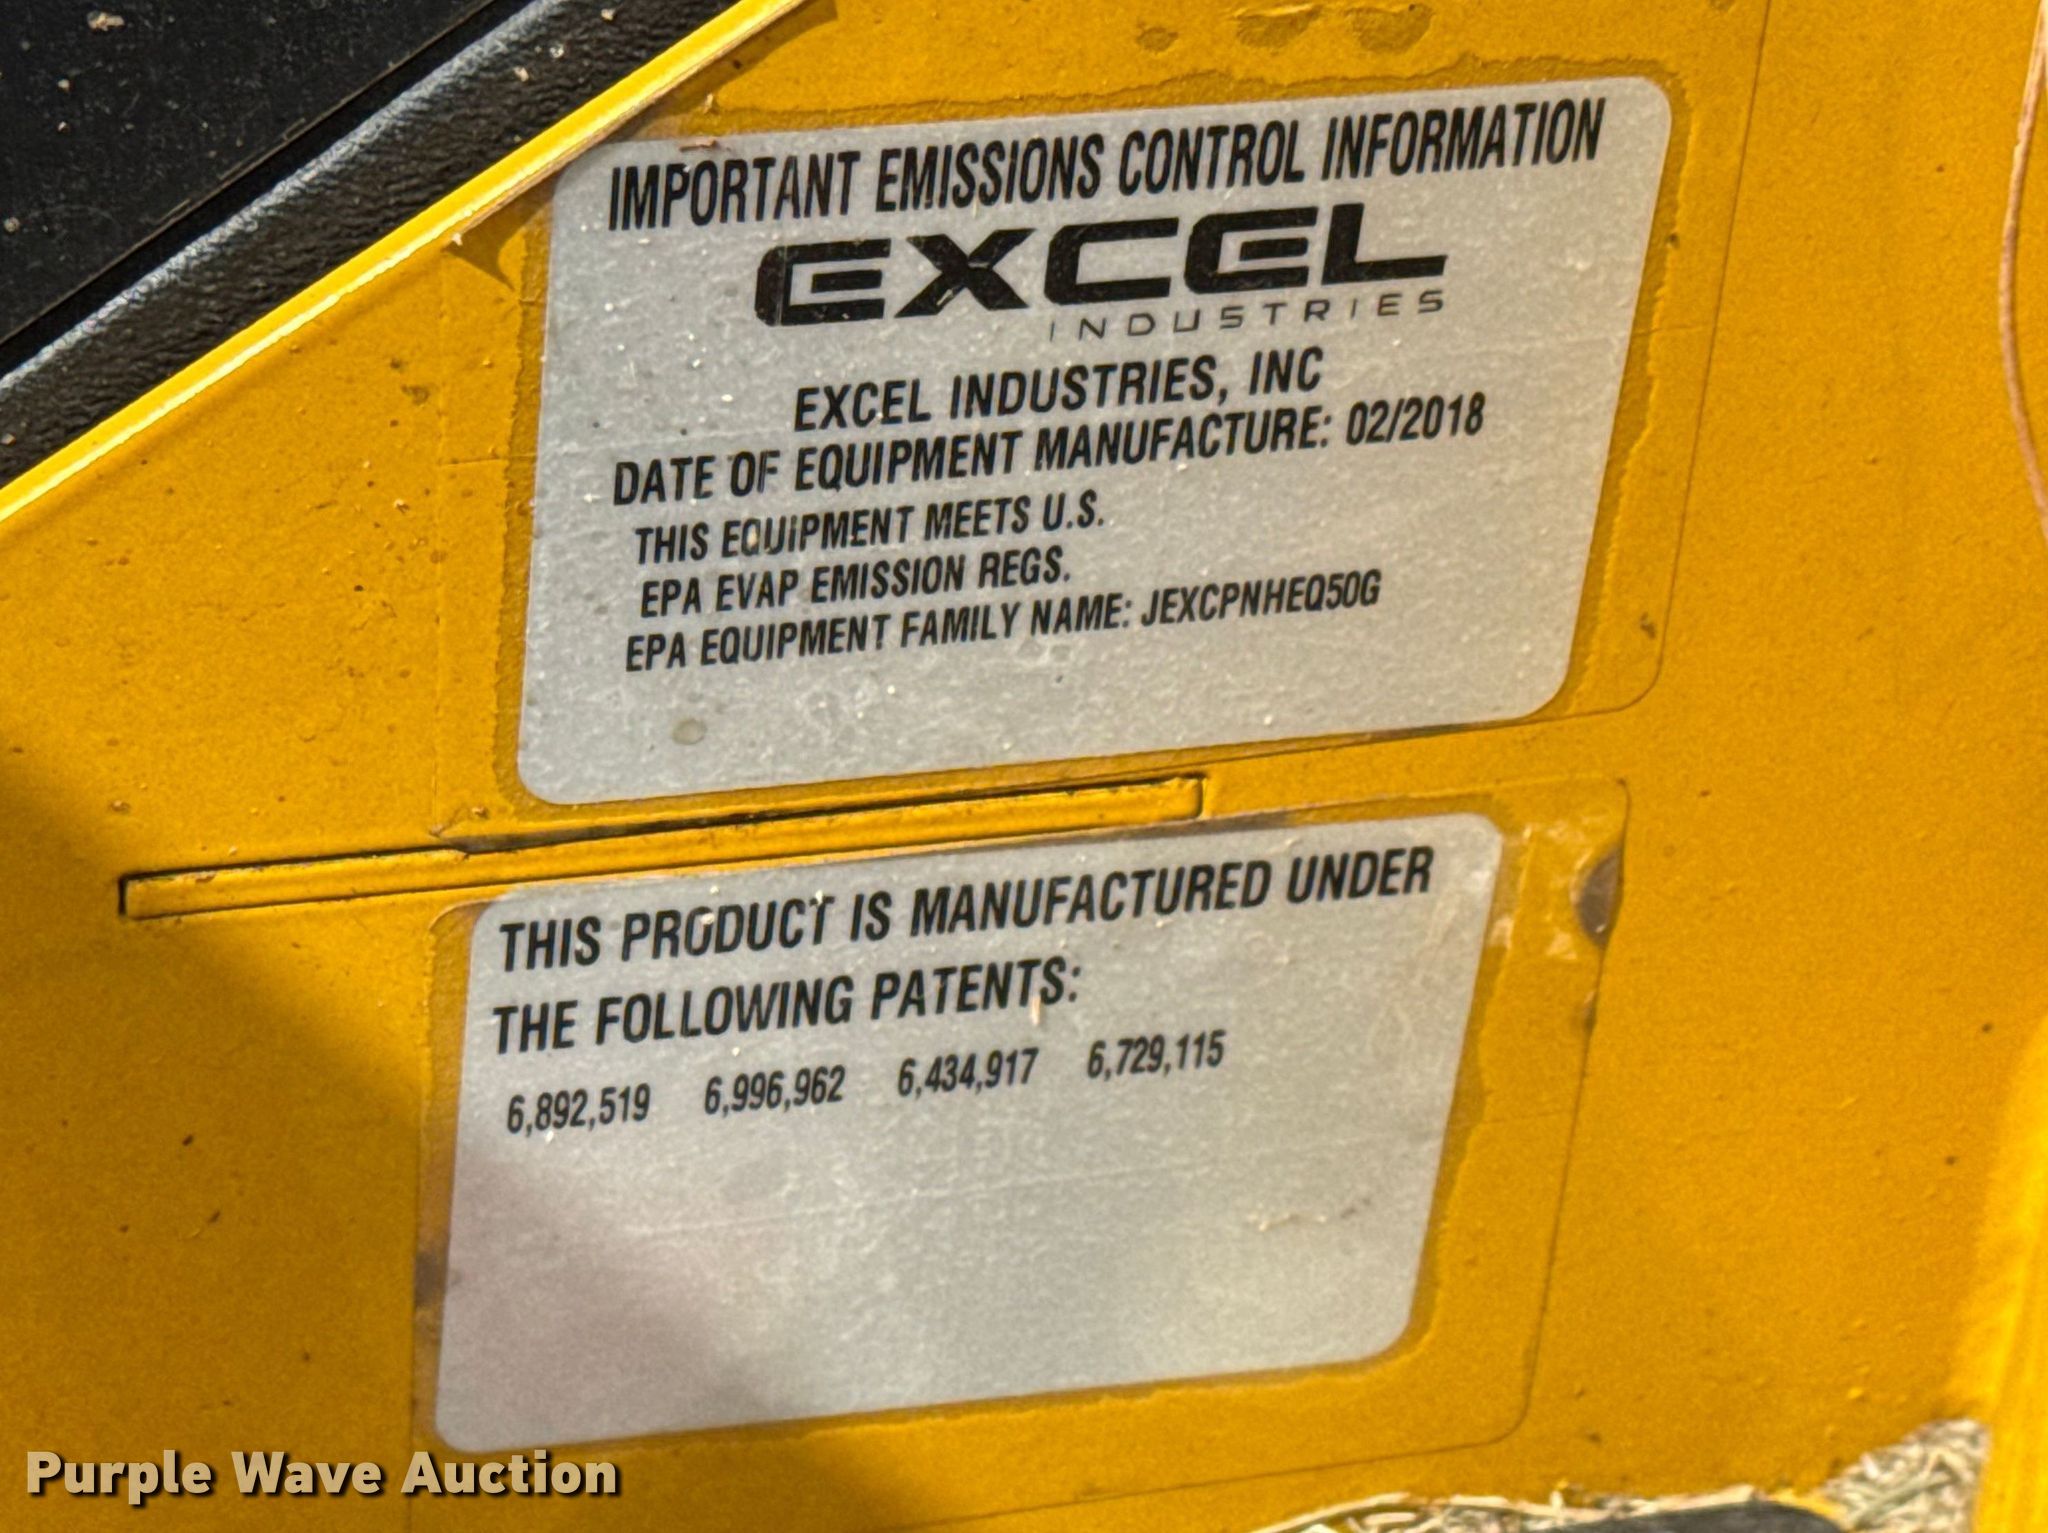 IMPORTANT EMISSIONS CONTROL INFORMATION
EXCEL
INDUSTRIES
EXCEL INDUSTRIES, INC
DATE OF EQUIPMENT MANUFACTURE: 02/2018
THIS EQUIPMENT MEETS U.S.
EPA EVAP EMISSION REGS.
EPA EQUIPMENT FAMILY NAME: JEXCPNHEQ50G
THIS PRODUCT IS MANUFACTURED UNDER
THE FOLLOWING PATENTS:
6,892,519 6,996,962 6,434,917 6,729,115
Purple Wave Auction